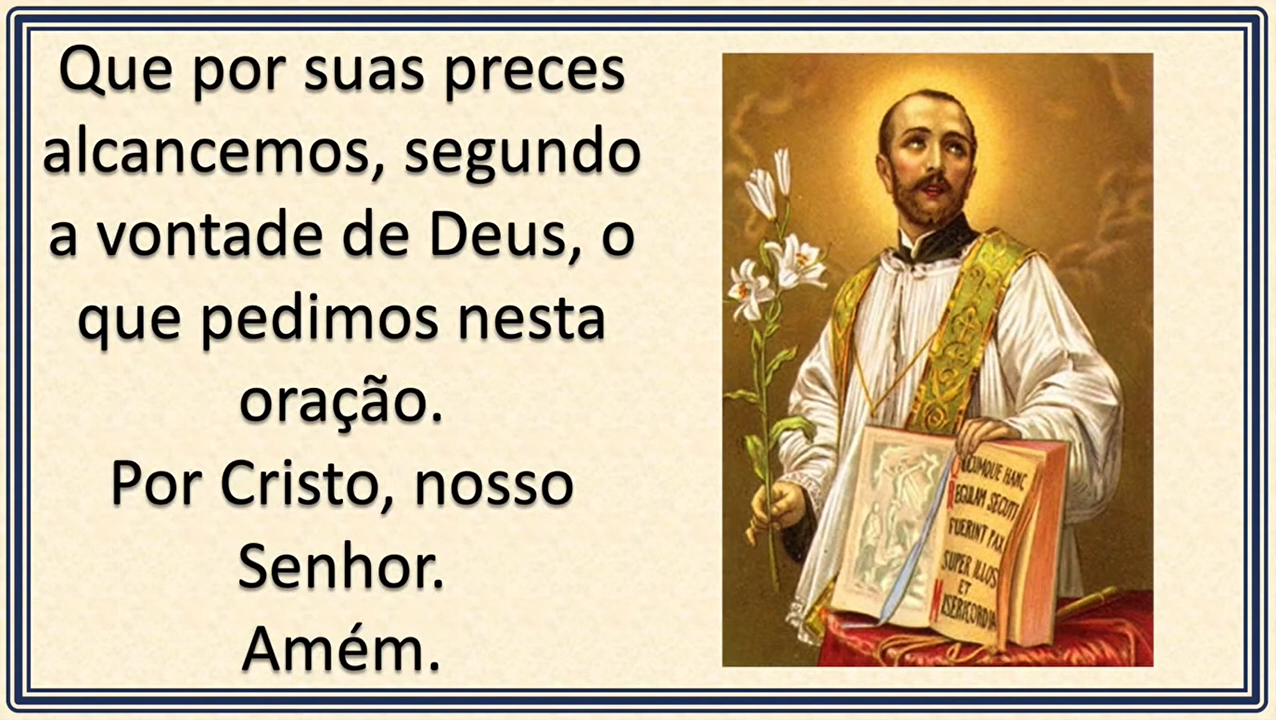 Que por suas preces
alcancemos, segundo
a vontade de Deus, o
que pedimos nesta
oração.
Por Cristo, nosso
Senhor.
Amém.
QUICUMQUE HANC
REGULAM SECUTI
FUERINT PAX
SUPER ILLOS
ET
MISERICORDIA